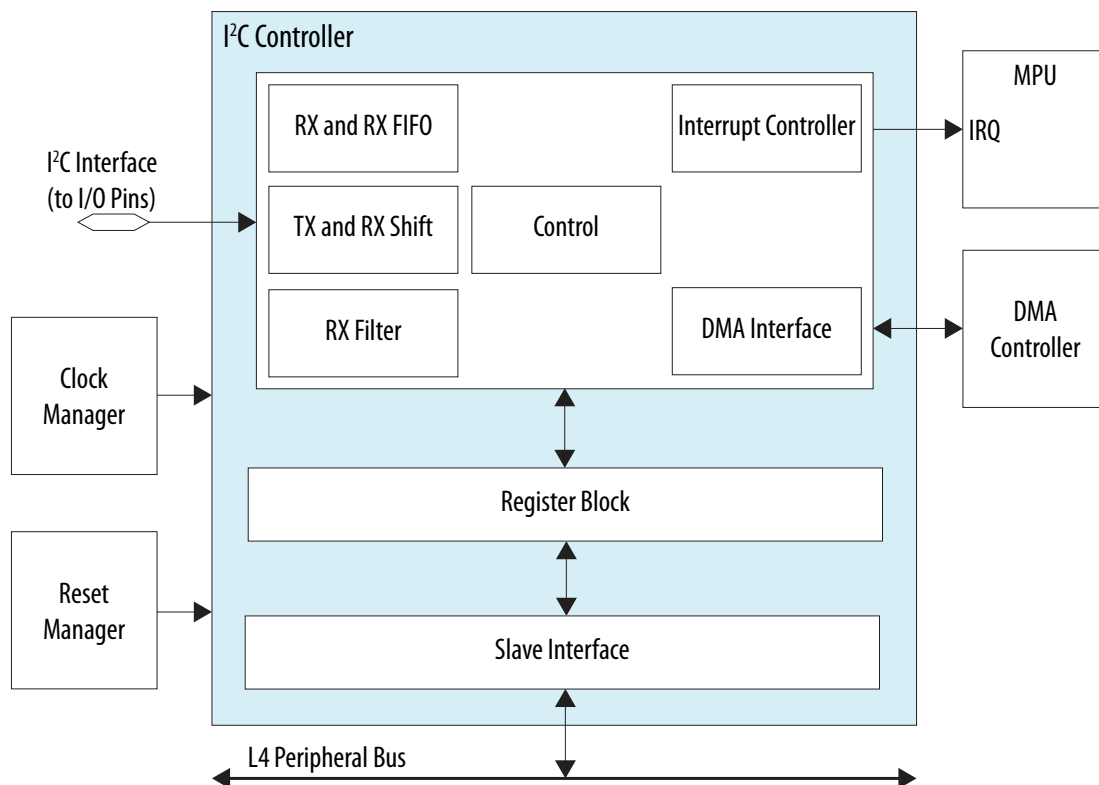 I²C Controller
RX and RX FIFO
Interrupt Controller
MPU
IRQ
I²C Interface
(to I/O Pins)
TX and RX Shift
Control
RX Filter
DMA Interface
DMA
Controller
Clock
Manager
Register Block
Reset
Manager
Slave Interface
L4 Peripheral Bus